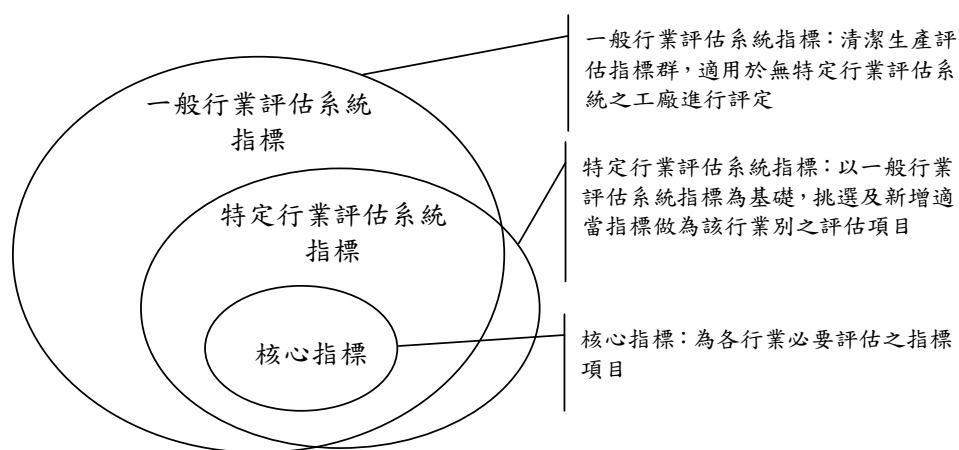 一般行業評估系統
指標
特定行業評估系統
指標
核心指標
一般行業評估系統指標：清潔生產評
估指標群，適用於無特定行業評估系
統之工廠進行評定
特定行業評估系統指標：以一般行業
評估系統指標為基礎，挑選及新增適
當指標做為該行業別之評估項目
核心指標：為各行業必要評估之指標
項目